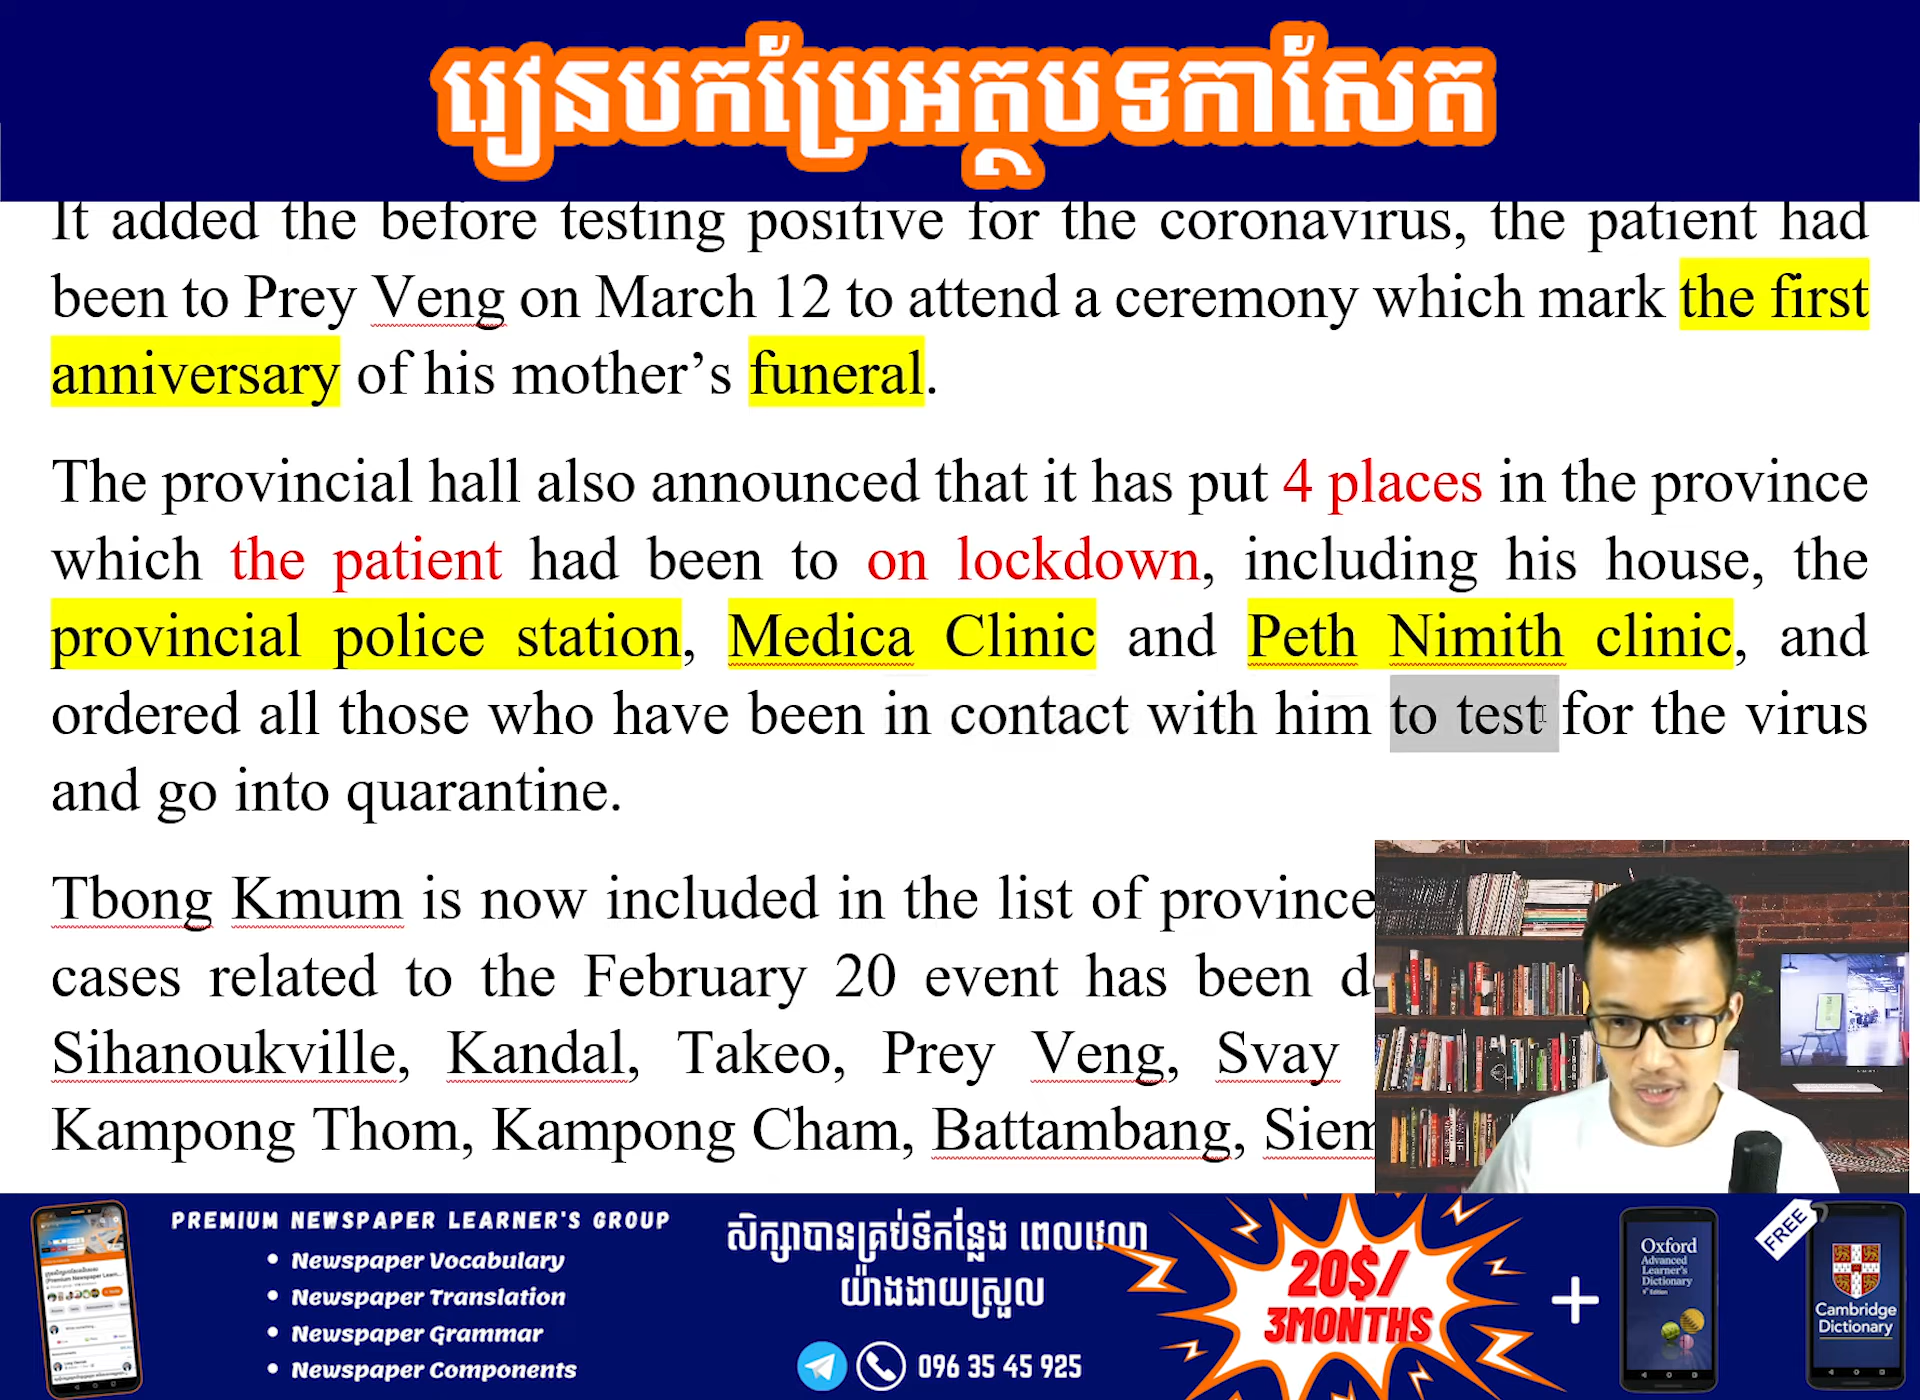 រៀនបកប្រែអត្ថបទកាសែត
It added the before testing positive for the coronavirus, the patient had
been to Prey Veng on March 12 to attend a ceremony which mark the first
anniversary of his mother's funeral.
The provincial hall also announced that it has put 4 places in the province
which the patient had been to on lockdown, including his house, the
provincial police station, Medica Clinic and Peth Nimith clinic, and
ordered all those who have been in contact with him to test for the virus
and go into quarantine.
Tbong Kmum is now included in the list of province
cases related to the February 20 event has been d
Sihanoukville, Kandal, Takeo, Prey Veng, Svay
Kampong Thom, Kampong Cham, Battambang, Siem
PREMIUM NEWSPAPER LEARNER'S GROUP
• Newspaper Vocabulary
• Newspaper Translation
• Newspaper Grammar
• Newspaper Components
សិក្សាបានគ្រប់ទីកន្លែង ពេលវេលា
យ៉ាងងាយស្រួល
096 35 45 925
20$/
3MONTHS
+
Oxford
Advanced
Learner's
Dictionary
9th Edition
FREE
Cambridge
Dictionary